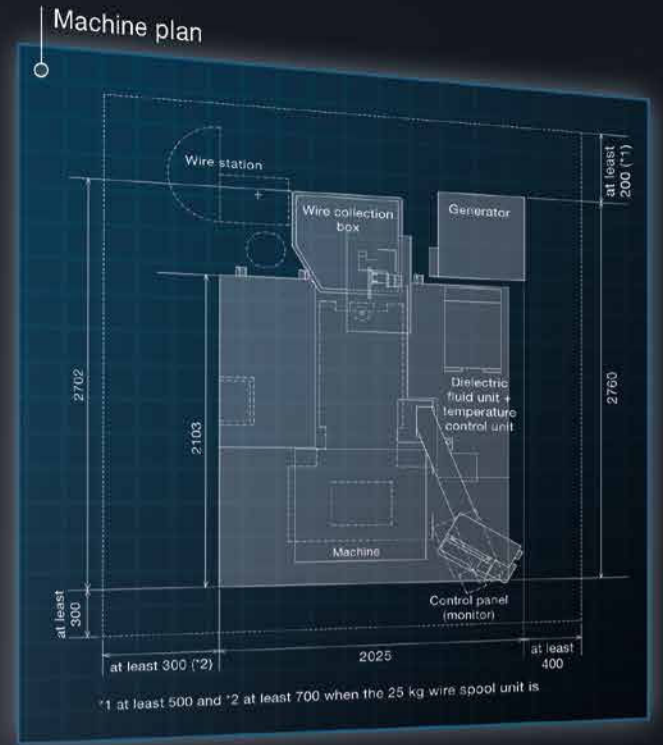 Machine plan
at least
200 (*1)
Wire station
Wire collection
box
Generator
2702
2103
2760
Dielectric
fluid unit +
temperature
control unit
Machine
Control panel
(monitor)
at least
300
at least 300 (*2)
2025
at least
400
*1 at least 500 and *2 at least 700 when the 25 kg wire spool unit is